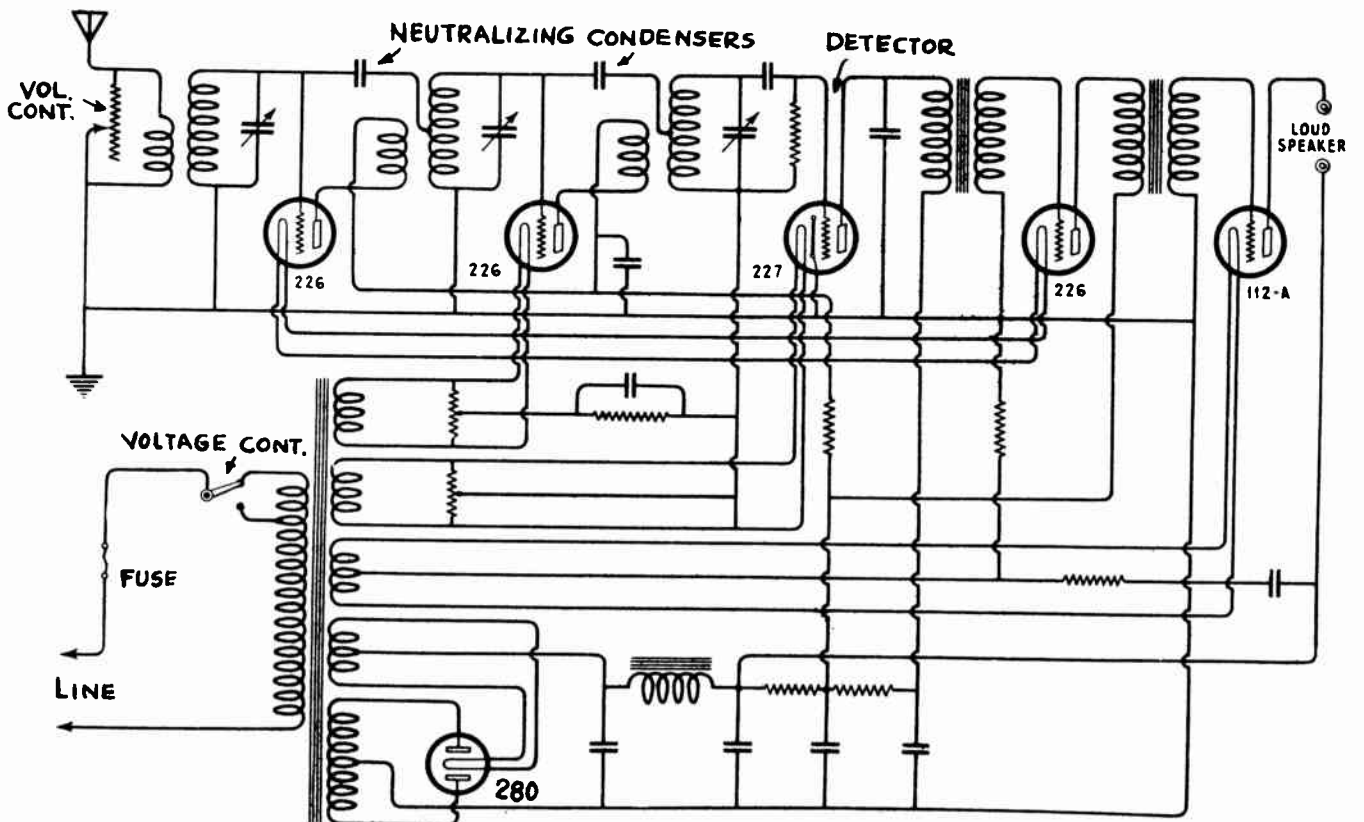 NEUTRALIZING CONDENSERS
DETECTOR
VOL.
CONT.
LOUD
SPEAKER
226
226
227
226
112-A
VOLTAGE CONT.
FUSE
LINE
280